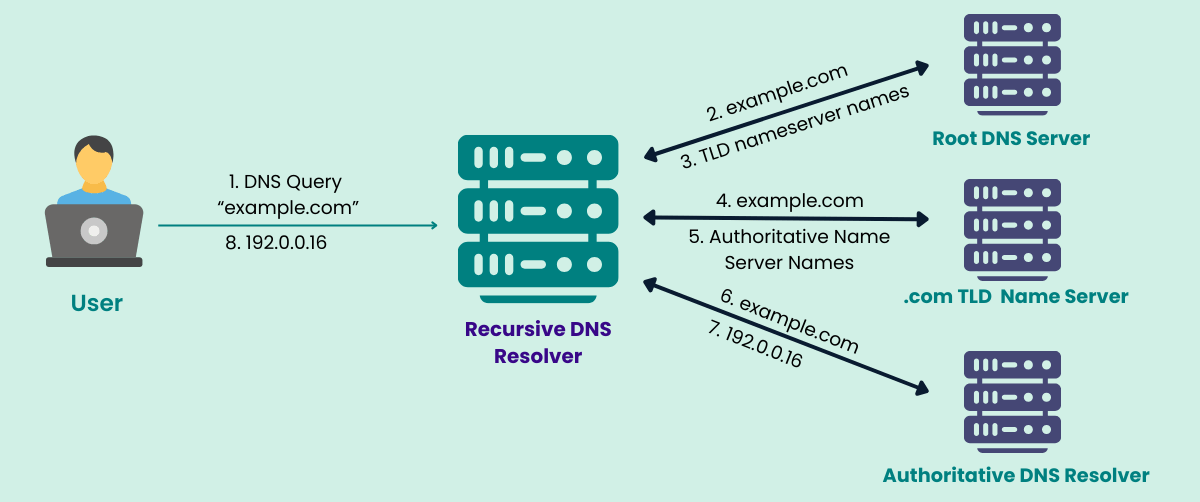 1. DNS Query
“example.com”
8. 192.0.0.16
User
Recursive DNS
Resolver
2. example.com
3. TLD nameserver names
Root DNS Server
4. example.com
5. Authoritative Name
Server Names
.com TLD Name Server
6. example.com
7. 192.0.0.16
Authoritative DNS Resolver